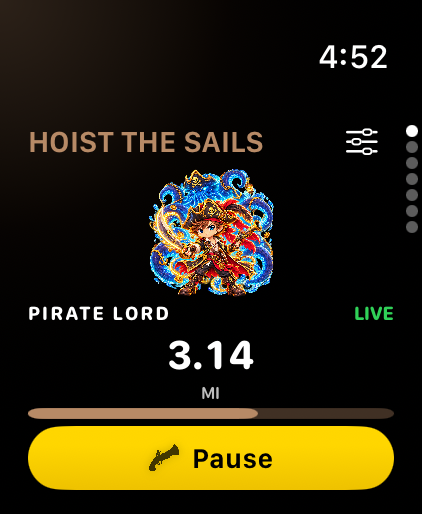 4:52
HOIST THE SAILS
PIRATE LORD
LIVE
3.14
MI
Pause